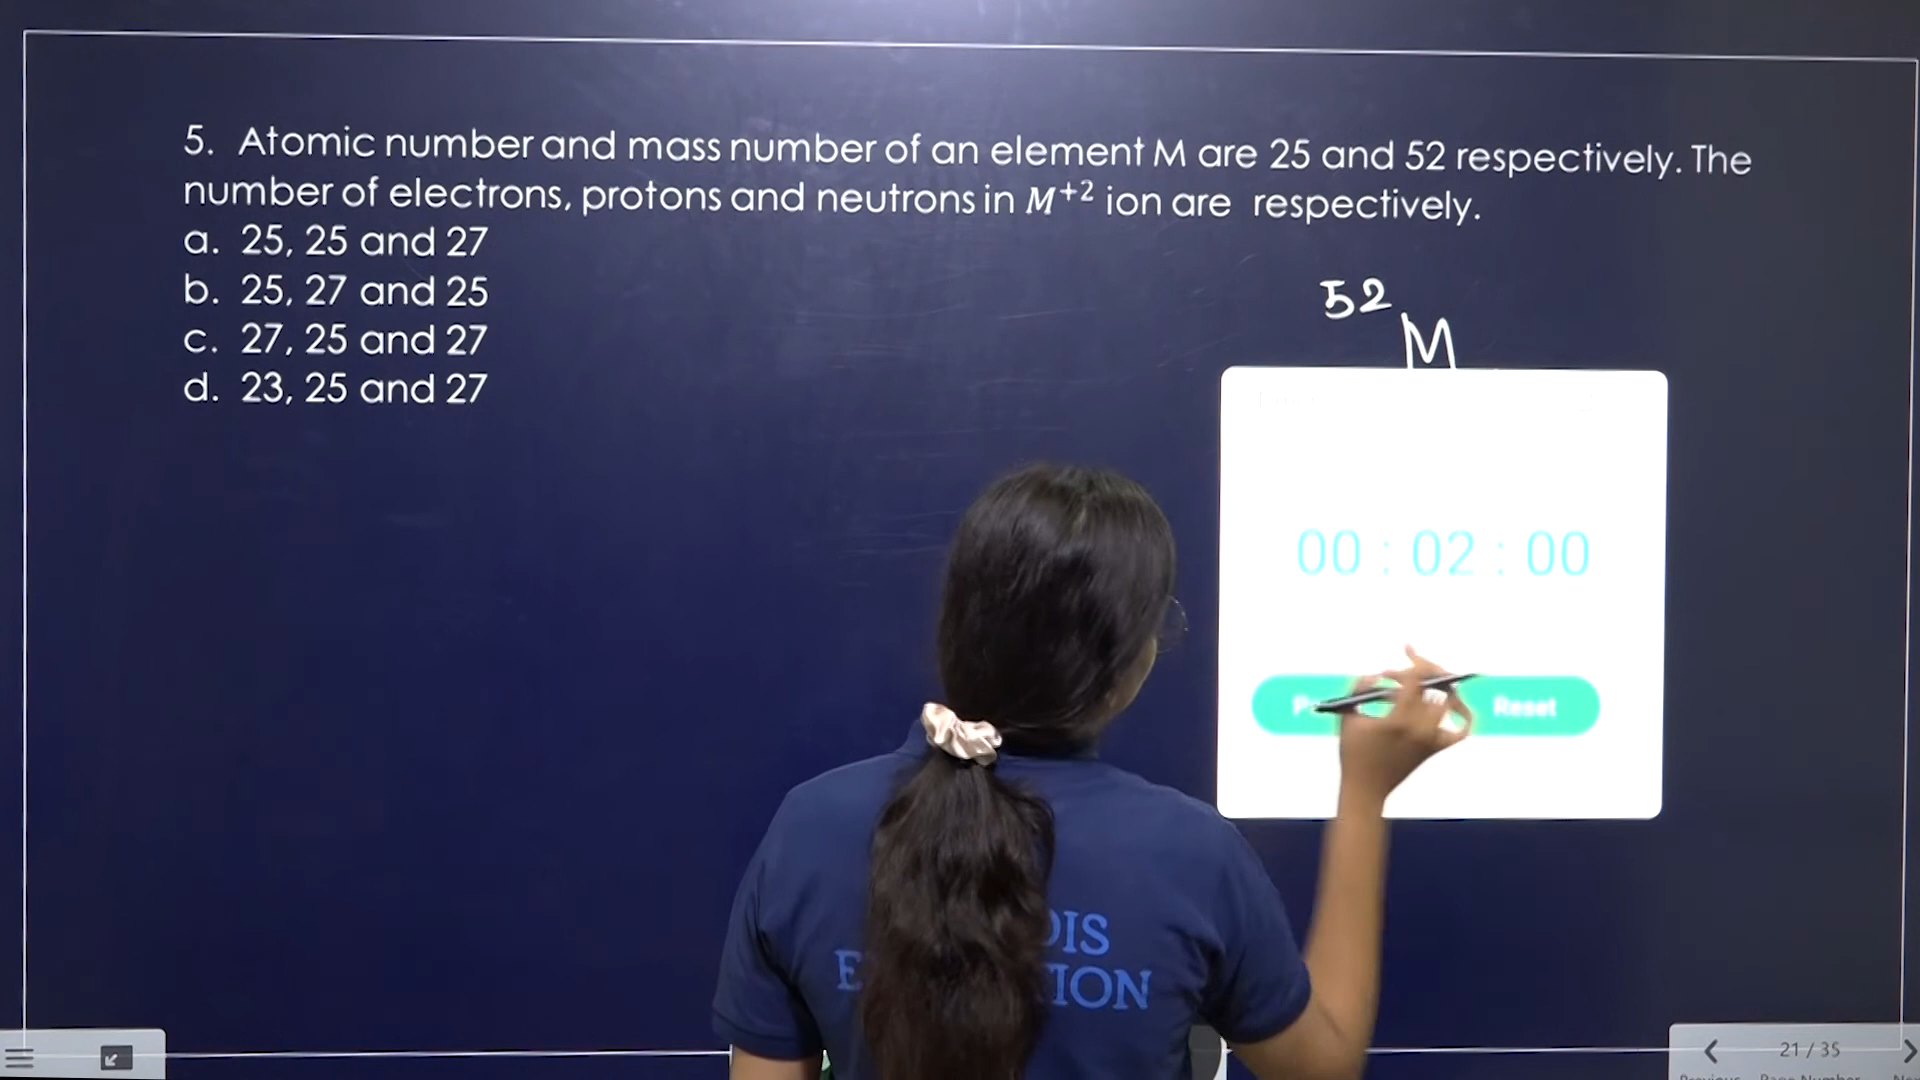 5. Atomic number and mass number of an element M are 25 and 52 respectively. The
number of electrons, protons and neutrons in M⁺² ion are respectively.
a. 25, 25 and 27
b. 25, 27 and 25
c. 27, 25 and 27
d. 23, 25 and 27
52
M
00 : 02 : 00
Reset
21 / 35
Page Number